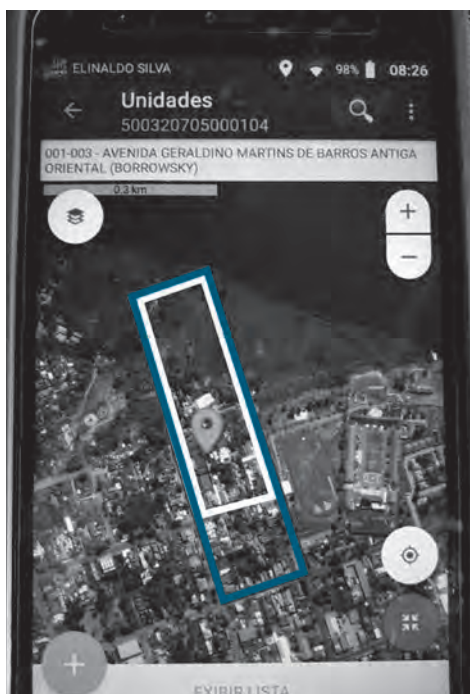 ELINALDO SILVA 98% 08:26
Unidades
500320705000104
001-003 - AVENIDA GERALDINO MARTINS DE BARROS ANTIGA
ORIENTAL (BORROWSKY)
0.3 km
+
−
+
EXIBIR LISTA